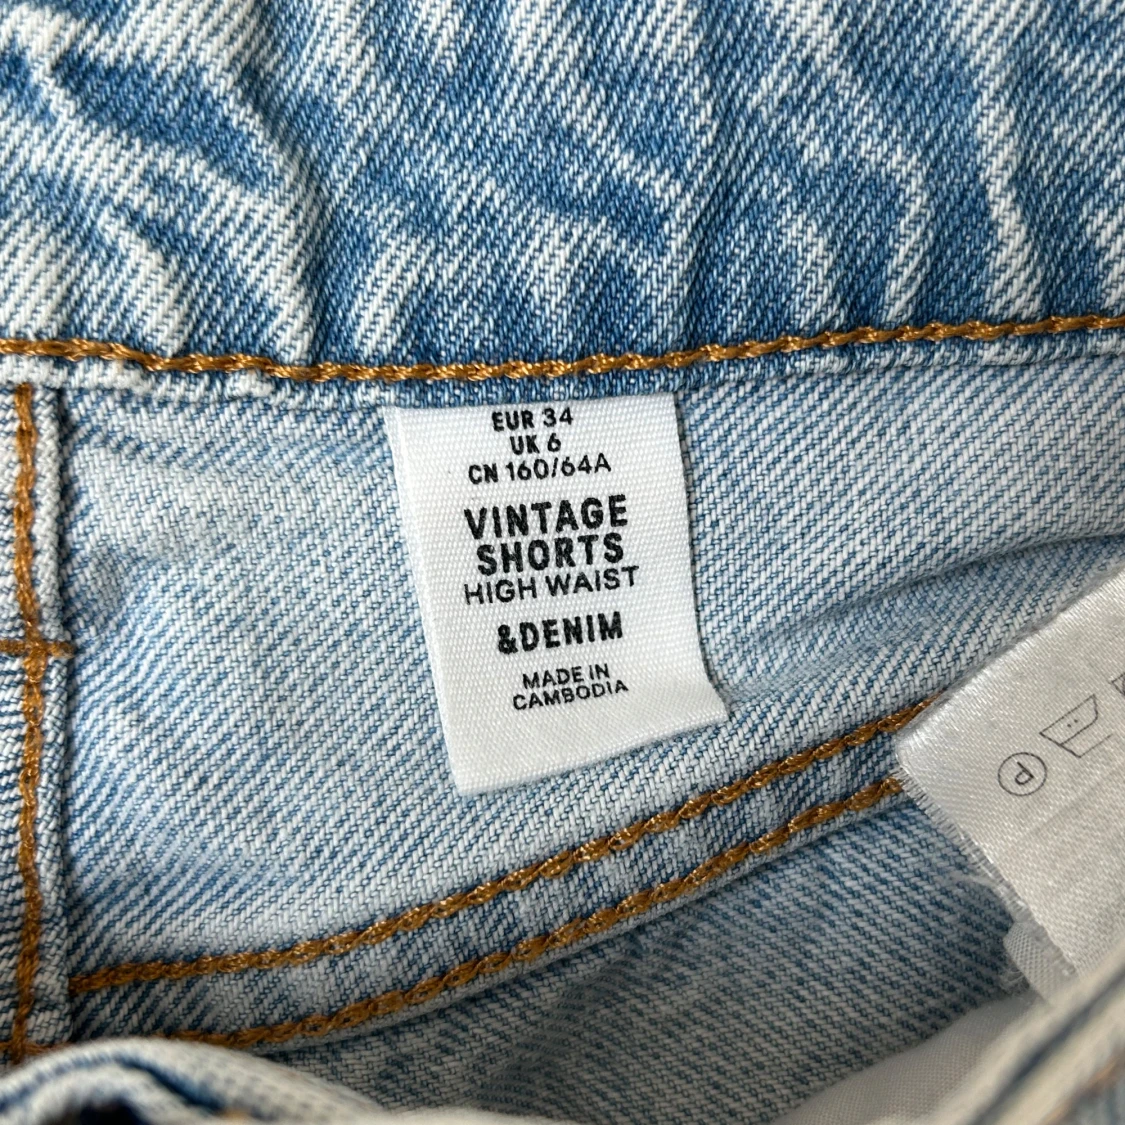 EUR 34
UK 6
CN 160/64A
VINTAGE
SHORTS
HIGH WAIST
&DENIM
MADE IN
CAMBODIA
P